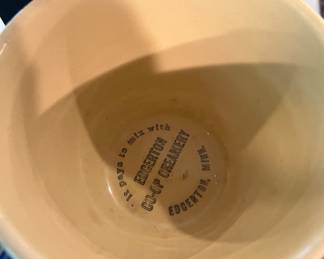 "It pays to mix with
EDGERTON
CO-OP CREAMERY
EDGERTON, MINN.